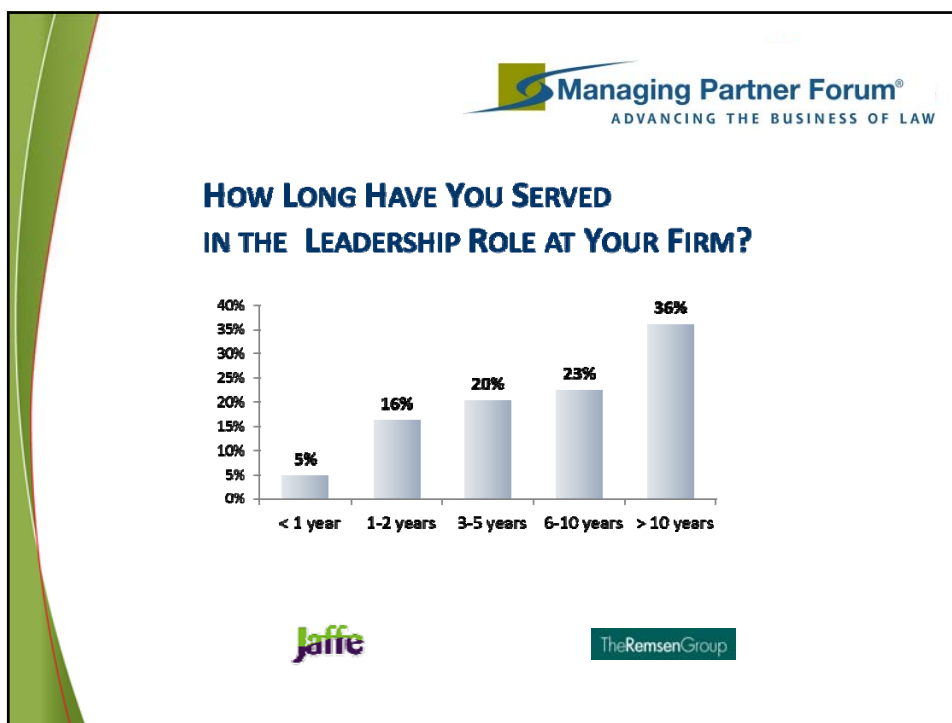 Managing Partner Forum®
ADVANCING THE BUSINESS OF LAW
HOW LONG HAVE YOU SERVED
IN THE LEADERSHIP ROLE AT YOUR FIRM?
40%
35%
30%
25%
20%
15%
10%
5%
0%
5%
16%
20%
23%
36%
< 1 year 1-2 years 3-5 years 6-10 years > 10 years
Jaffe
TheRemsenGroup